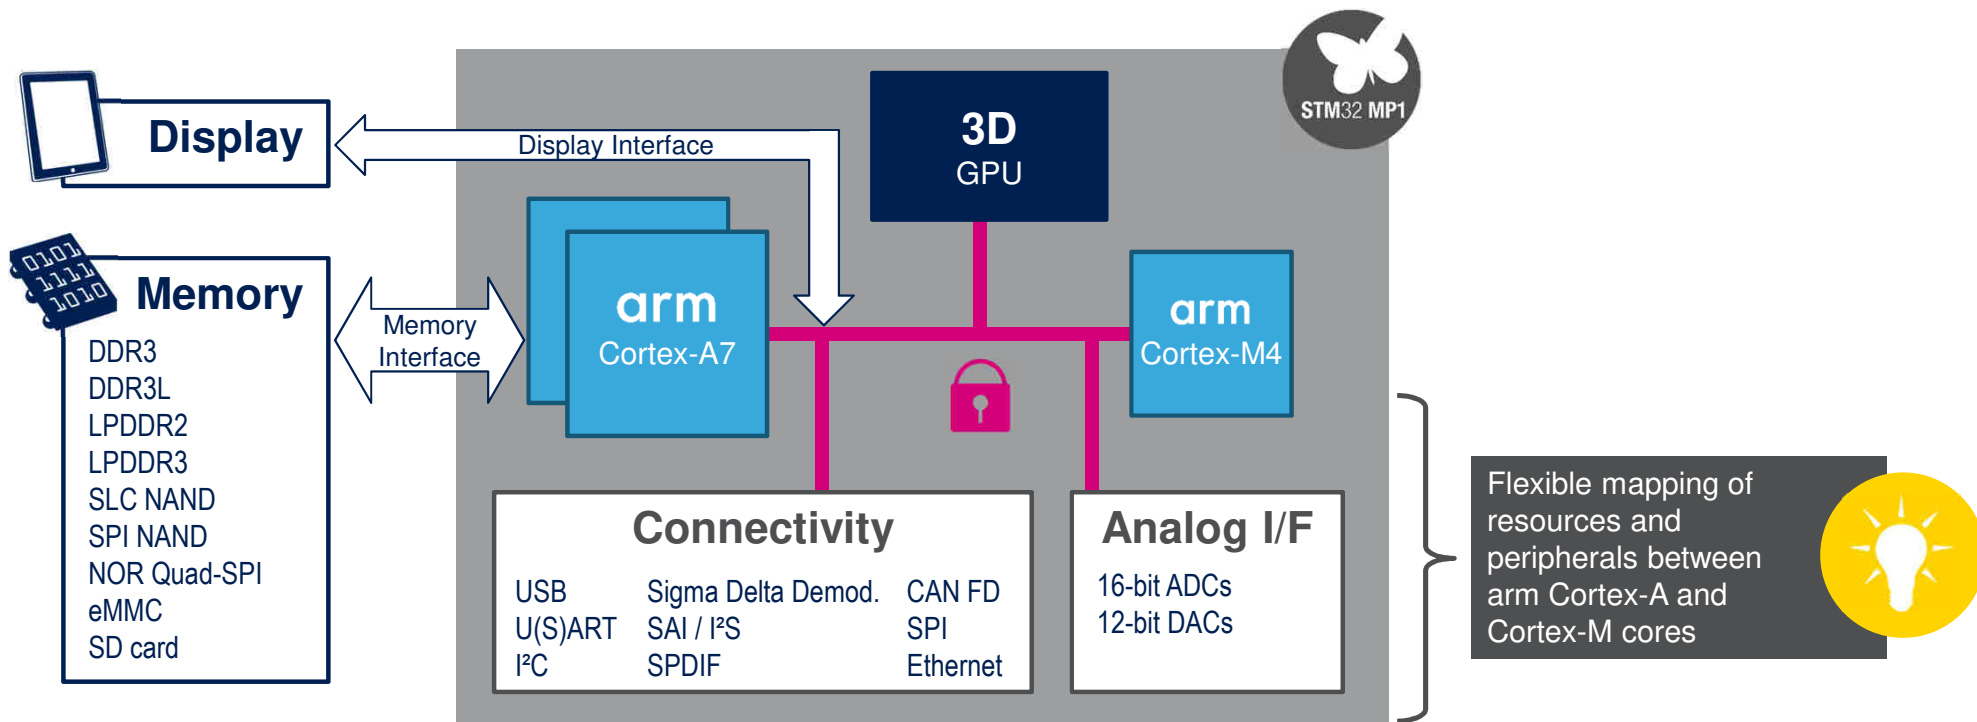 STM32 MP1
Display
Display Interface
3D
GPU
0101
1111
1010
Memory
DDR3
DDR3L
LPDDR2
LPDDR3
SLC NAND
SPI NAND
NOR Quad-SPI
eMMC
SD card
Memory
Interface
arm
Cortex-A7
arm
Cortex-M4
Connectivity
USB Sigma Delta Demod. CAN FD
U(S)ART SAI / I²S SPI
I²C SPDIF Ethernet
Analog I/F
16-bit ADCs
12-bit DACs
Flexible mapping of
resources and
peripherals between
arm Cortex-A and
Cortex-M cores